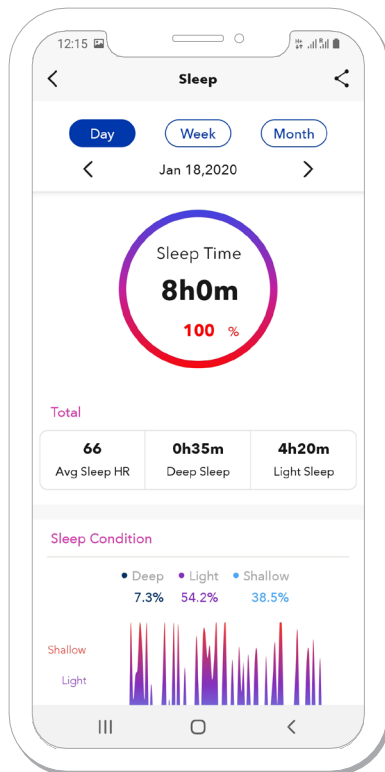 12:15
Sleep
Day Week Month
Jan 18,2020
Sleep Time
8h0m
100 %
Total
66 0h35m 4h20m
Avg Sleep HR Deep Sleep Light Sleep
Sleep Condition
Deep Light Shallow
7.3% 54.2% 38.5%
Shallow
Light